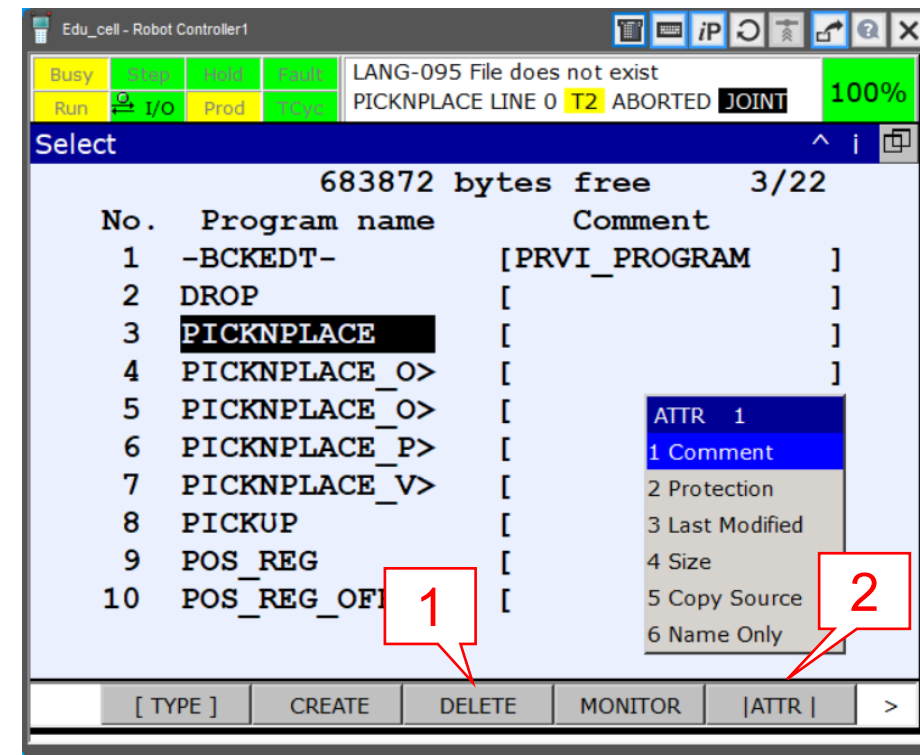 Edu_cell - Robot Controller1
iP
Busy Step Hold Fault
Run I/O Prod TCyc
LANG-095 File does not exist
PICKNPLACE LINE 0 T2 ABORTED JOINT
100%
Select
i
683872 bytes free 3/22
No. Program name Comment
1 -BCKEDT- [PRVI_PROGRAM ]
2 DROP [ ]
3 PICKNPLACE [ ]
4 PICKNPLACE_O> [ ]
5 PICKNPLACE_O> [
6 PICKNPLACE_P> [
7 PICKNPLACE_V> [
8 PICKUP [
9 POS_REG [
10 POS_REG_OF [
ATTR 1
1 Comment
2 Protection
3 Last Modified
4 Size
5 Copy Source
6 Name Only
1
2
[ TYPE ] CREATE DELETE MONITOR |ATTR | >